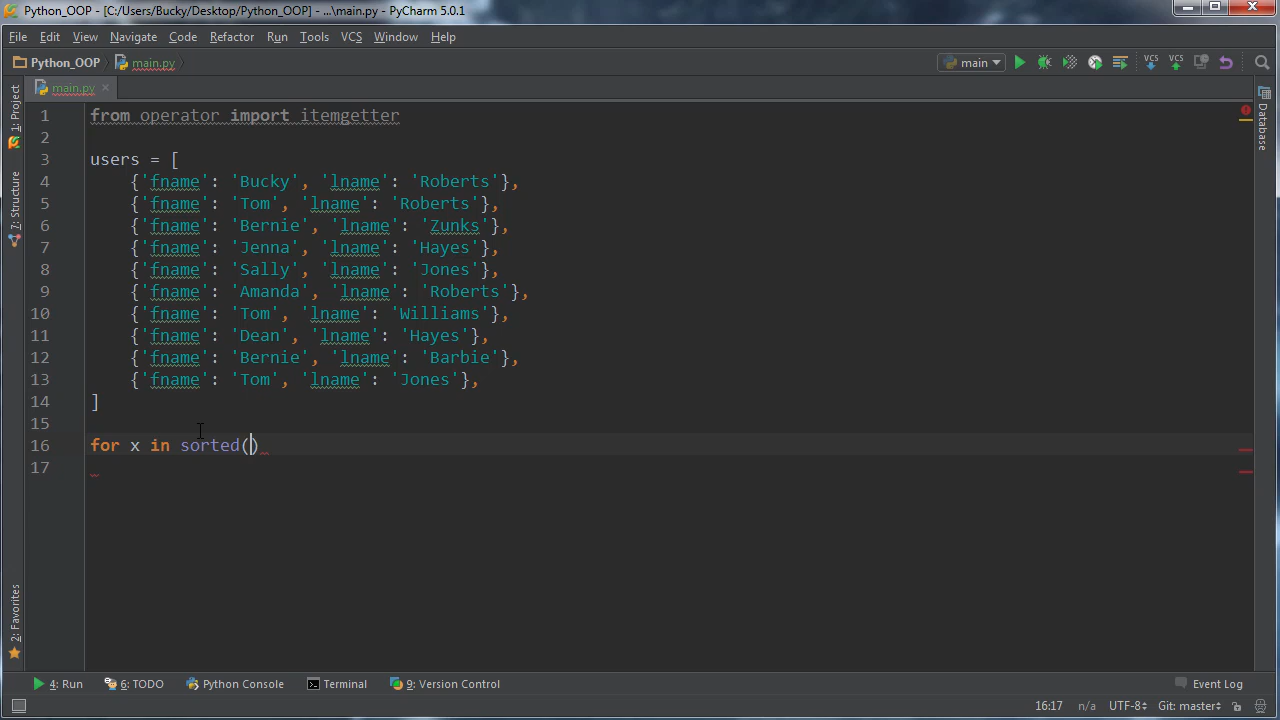 Python_OOP - [C:/Users/Bucky/Desktop/Python_OOP] - ...\main.py - PyCharm 5.0.1
File Edit View Navigate Code Refactor Run Tools VCS Window Help
Python_OOP main.py main VCS VCS
main.py
1: Project
7: Structure
2: Favorites
Database
1 from operator import itemgetter
2
3 users = [
4 {'fname': 'Bucky', 'lname': 'Roberts'},
5 {'fname': 'Tom', 'lname': 'Roberts'},
6 {'fname': 'Bernie', 'lname': 'Zunks'},
7 {'fname': 'Jenna', 'lname': 'Hayes'},
8 {'fname': 'Sally', 'lname': 'Jones'},
9 {'fname': 'Amanda', 'lname': 'Roberts'},
10 {'fname': 'Tom', 'lname': 'Williams'},
11 {'fname': 'Dean', 'lname': 'Hayes'},
12 {'fname': 'Bernie', 'lname': 'Barbie'},
13 {'fname': 'Tom', 'lname': 'Jones'},
14 ]
15
16 for x in sorted()
17
4: Run 6: TODO Python Console Terminal 9: Version Control Event Log
16:17 n/a UTF-8 Git: master